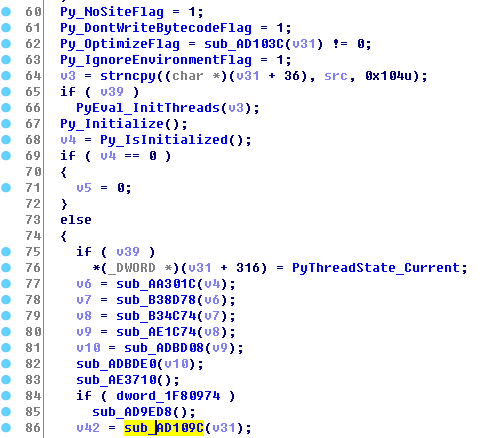 60 Py_NoSiteFlag = 1;
61 Py_DontWriteBytecodeFlag = 1;
62 Py_OptimizeFlag = sub_AD103C(v31) != 0;
63 Py_IgnoreEnvironmentFlag = 1;
64 v3 = strncpy((char *)(v31 + 36), src, 0x104u);
65 if ( v39 )
66 PyEval_InitThreads(v3);
67 Py_Initialize();
68 v4 = Py_IsInitialized();
69 if ( v4 == 0 )
70 {
71 v5 = 0;
72 }
73 else
74 {
75 if ( v39 )
76 *(_DWORD *)(v31 + 316) = PyThreadState_Current;
77 v6 = sub_AA301C(v4);
78 v7 = sub_B38D78(v6);
79 v8 = sub_B34C74(v7);
80 v9 = sub_AE1C74(v8);
81 v10 = sub_ADBD08(v9);
82 sub_ADBDE0(v10);
83 sub_AE3710();
84 if ( dword_1F80974 )
85 sub_AD9ED8();
86 v42 = sub_AD109C(v31);